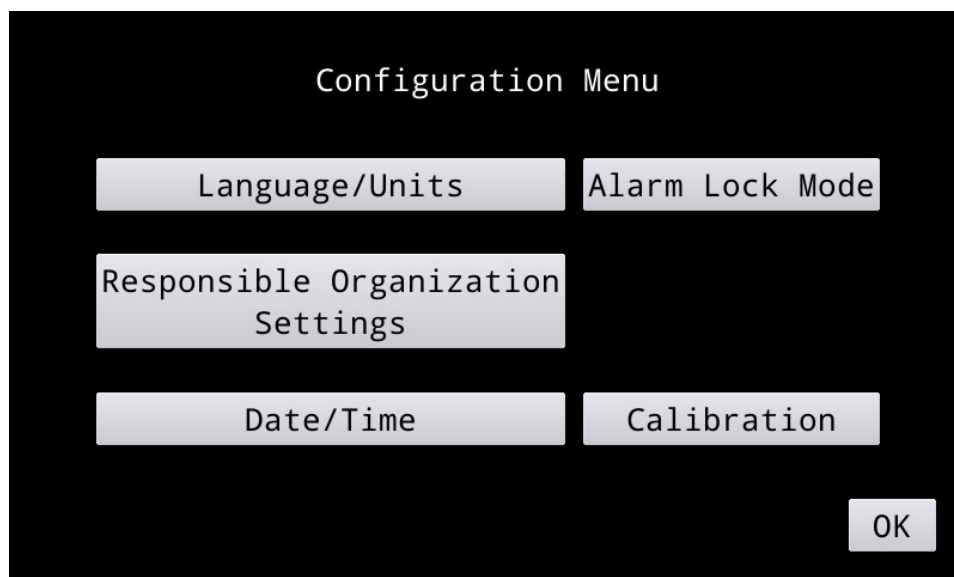 Configuration Menu
Language/Units
Alarm Lock Mode
Responsible Organization
Settings
Date/Time
Calibration
OK